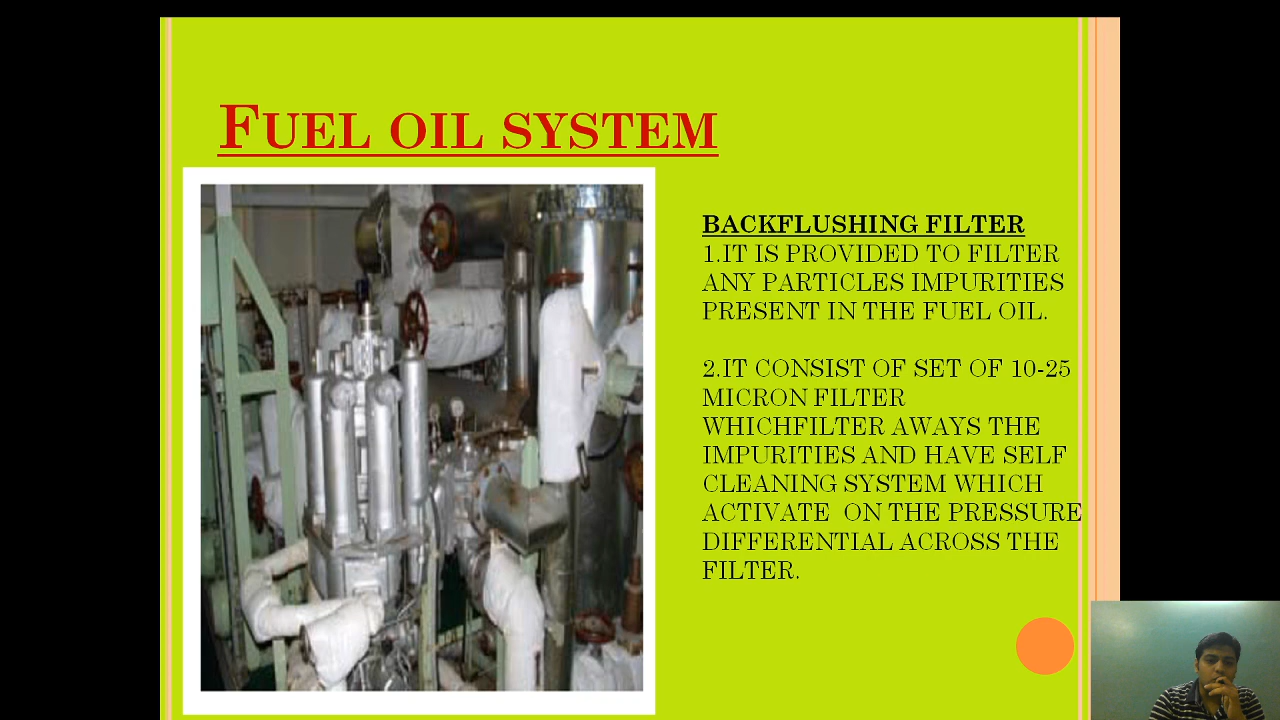 FUEL OIL SYSTEM
BACKFLUSHING FILTER
1.IT IS PROVIDED TO FILTER
ANY PARTICLES IMPURITIES
PRESENT IN THE FUEL OIL.
2.IT CONSIST OF SET OF 10-25
MICRON FILTER
WHICHFILTER AWAYS THE
IMPURITIES AND HAVE SELF
CLEANING SYSTEM WHICH
ACTIVATE ON THE PRESSURE
DIFFERENTIAL ACROSS THE
FILTER.